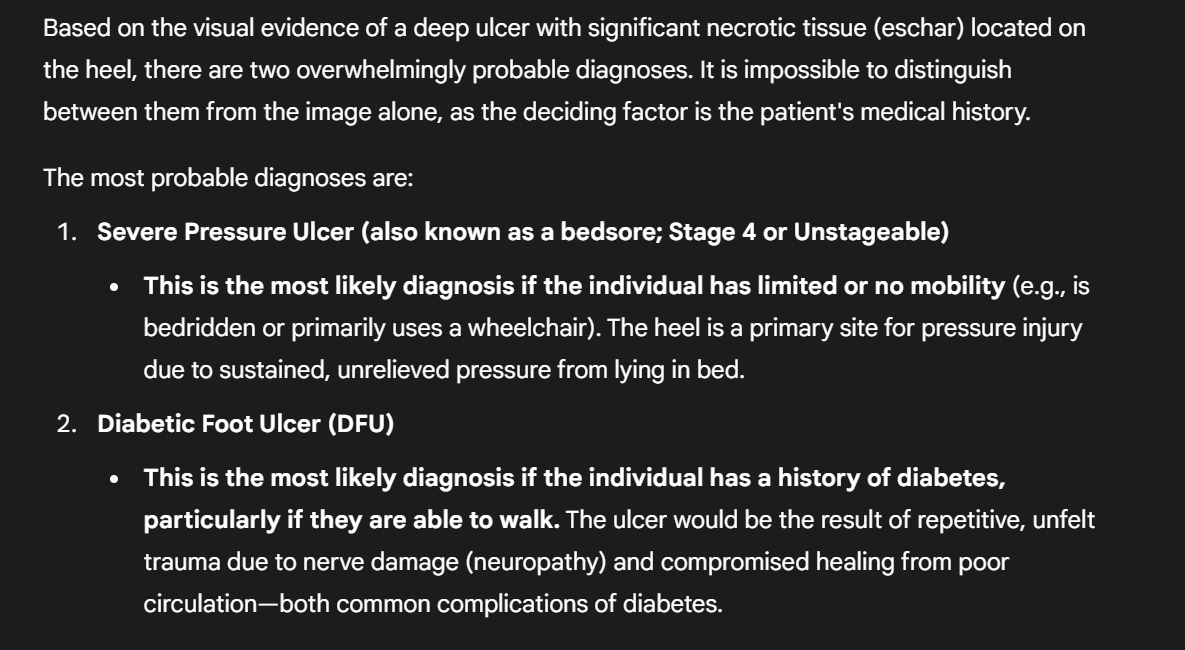 Based on the visual evidence of a deep ulcer with significant necrotic tissue (eschar) located on
the heel, there are two overwhelmingly probable diagnoses. It is impossible to distinguish
between them from the image alone, as the deciding factor is the patient's medical history.
The most probable diagnoses are:
1. Severe Pressure Ulcer (also known as a bedsore; Stage 4 or Unstageable)
• This is the most likely diagnosis if the individual has limited or no mobility (e.g., is
bedridden or primarily uses a wheelchair). The heel is a primary site for pressure injury
due to sustained, unrelieved pressure from lying in bed.
2. Diabetic Foot Ulcer (DFU)
• This is the most likely diagnosis if the individual has a history of diabetes,
particularly if they are able to walk. The ulcer would be the result of repetitive, unfelt
trauma due to nerve damage (neuropathy) and compromised healing from poor
circulation—both common complications of diabetes.